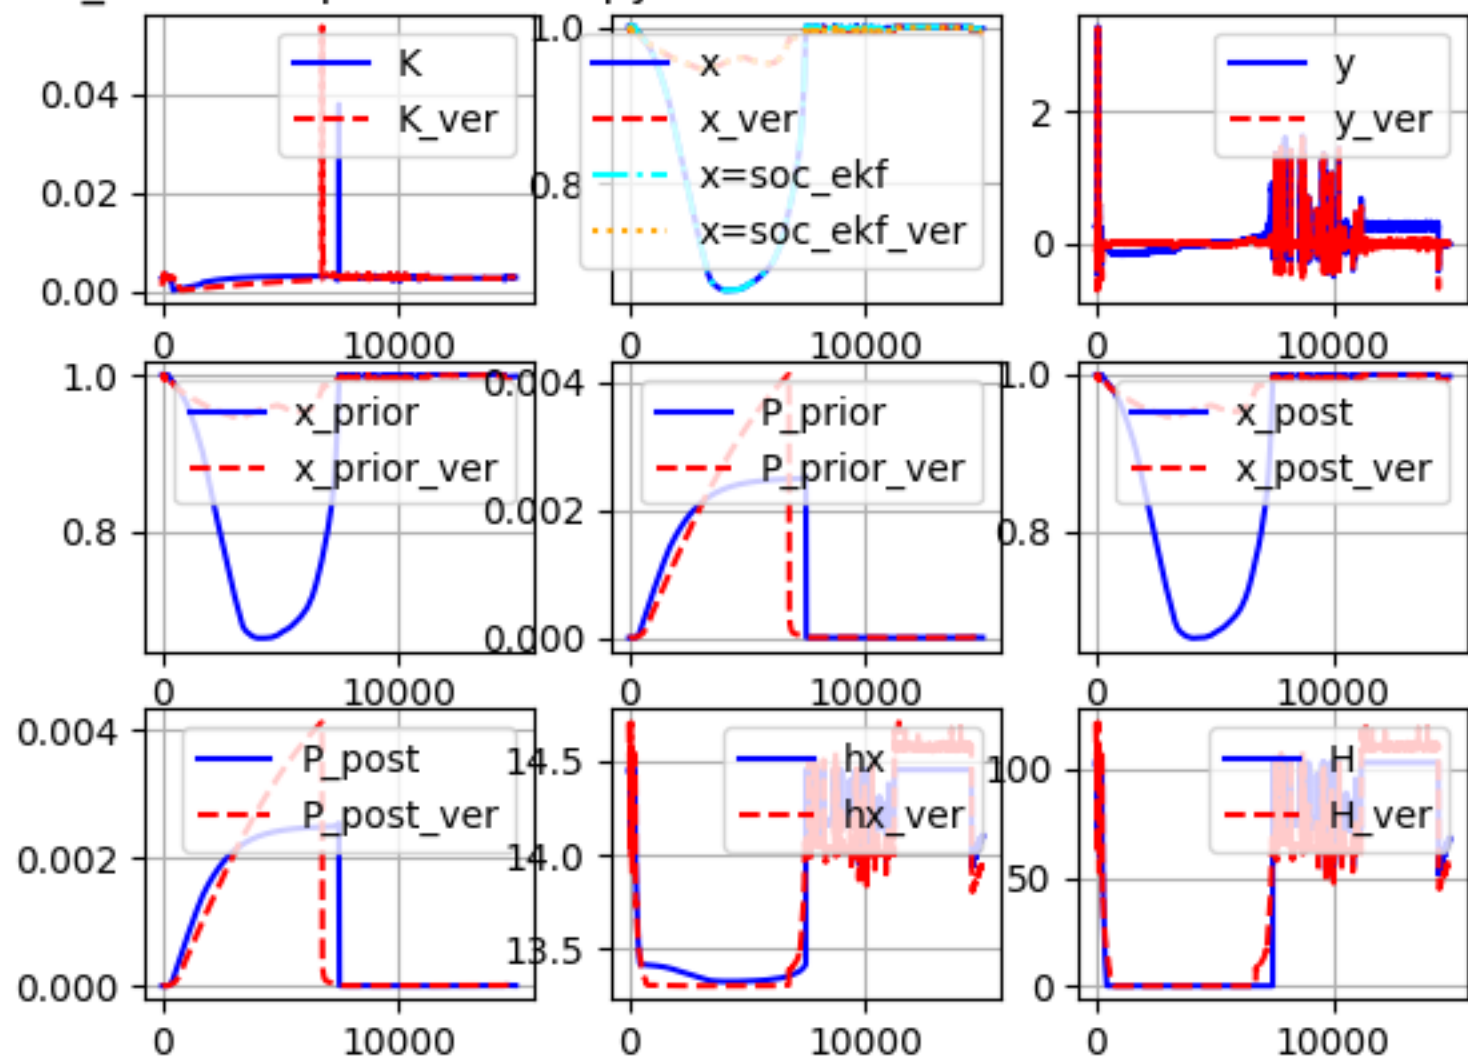 K
K_ver
0.04
0.02
0.00
0
10000
x
x_ver
x=soc_ekf
x=soc_ekf_ver
1.0
0.8
0
10000
y
y_ver
2
0
0
10000
x_prior
x_prior_ver
1.0
0.8
0
10000
P_prior
P_prior_ver
0.004
0.002
0.000
0
10000
x_post
x_post_ver
1.0
0.8
0
10000
P_post
P_post_ver
0.004
0.002
0.000
0
10000
hx
hx_ver
14.5
14.0
13.5
0
10000
H
H_ver
100
50
0
0
10000